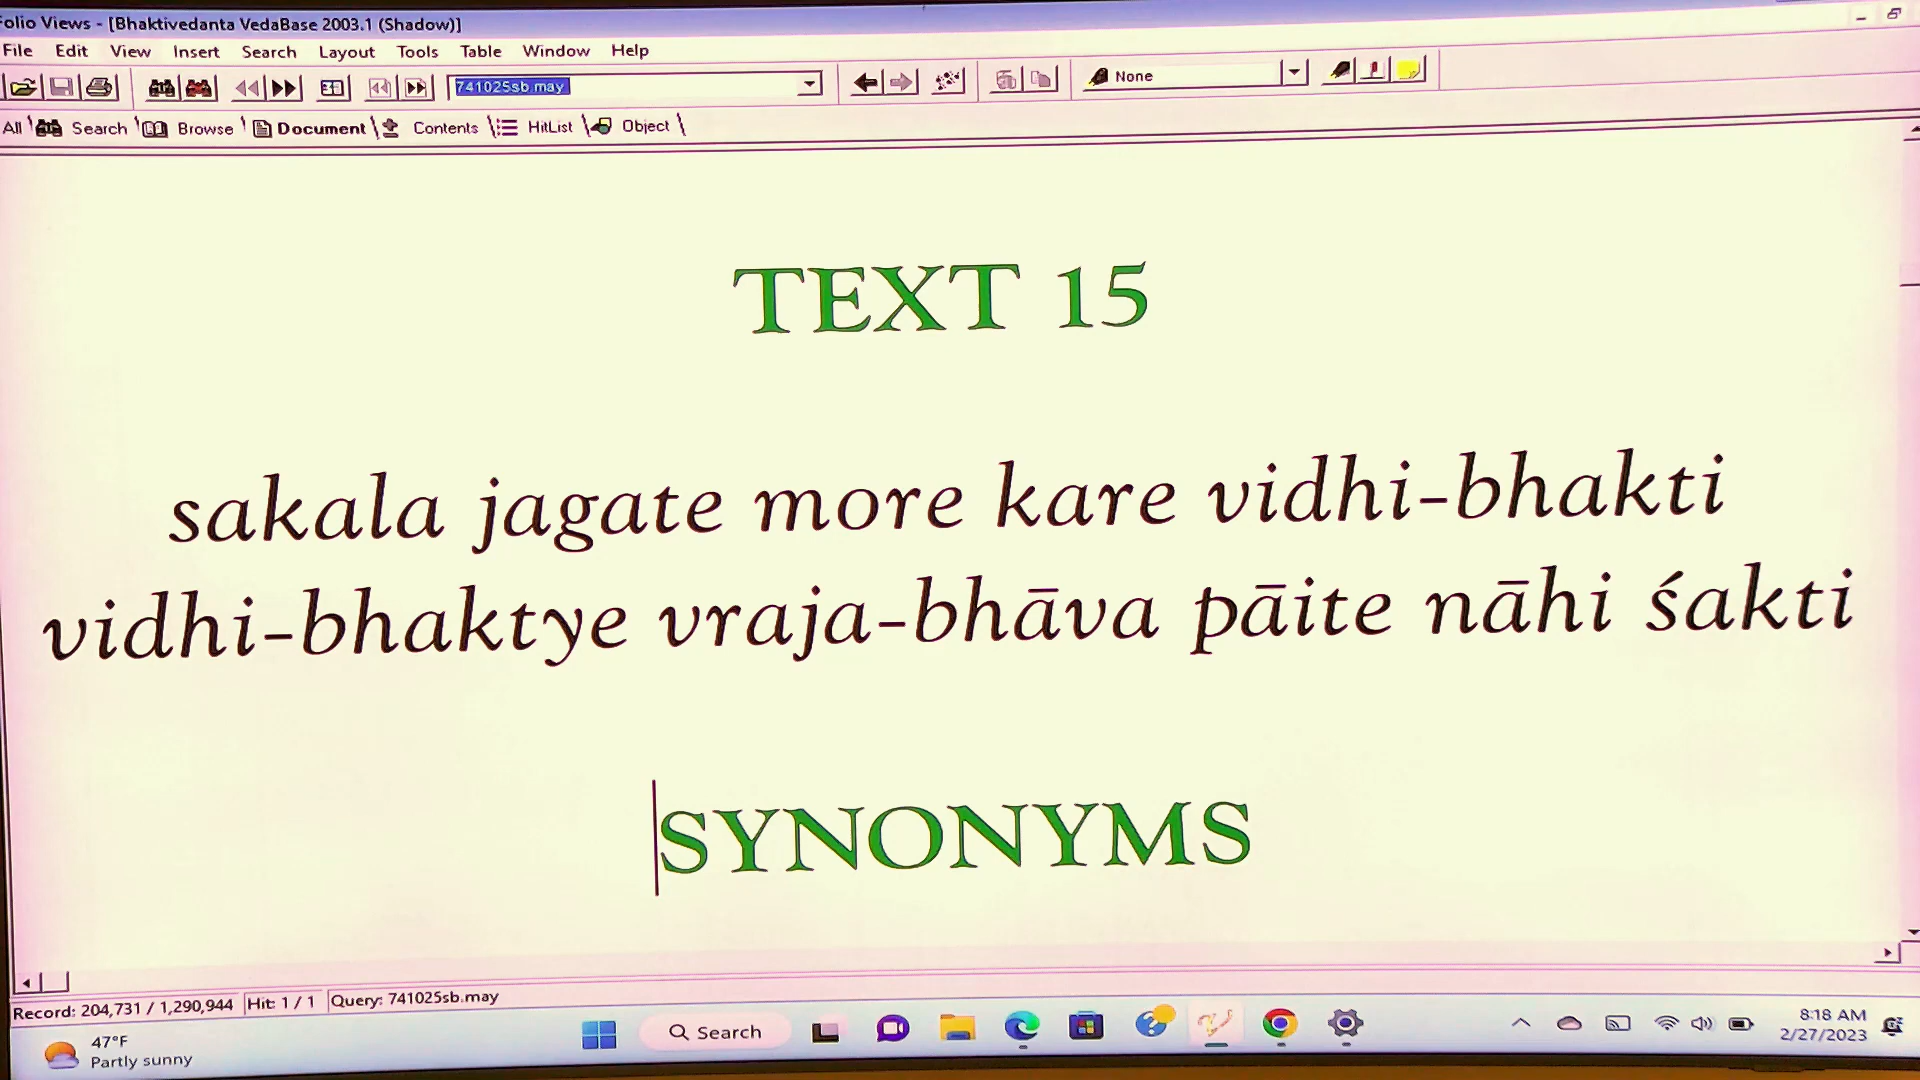 Folio Views - [Bhaktivedanta VedaBase 2003.1 (Shadow)]
File Edit View Insert Search Layout Tools Table Window Help
741025sb may None
All Search Browse Document Contents HitList Object
TEXT 15
sakala jagate more kare vidhi-bhakti
vidhi-bhaktye vraja-bhāva pāite nāhi śakti
SYNONYMS
Record: 204,731 / 1,290,944 Hit: 1 / 1 Query: 741025sb.may
47°F
Partly sunny
Search
8:18 AM
2/27/2023